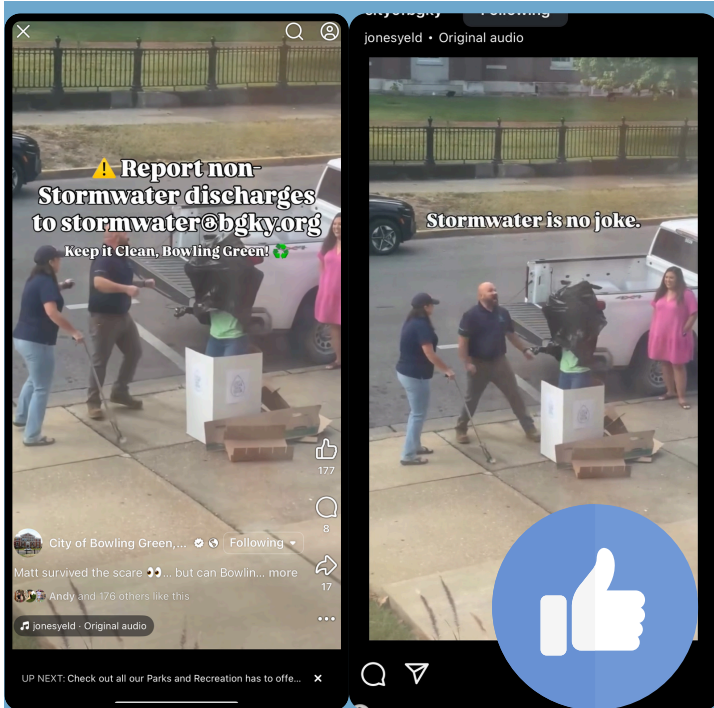 ⚠️ Report non-
Stormwater discharges
to stormwater@bgky.org
Keep it Clean, Bowling Green! ♻️
177
8
City of Bowling Green,...
Following
Matt survived the scare 👀... but can Bowlin... more
17
Andy and 176 others like this
jonesyeld · Original audio
UP NEXT: Check out all our Parks and Recreation has to offe...
cityofbgky
Following
jonesyeld • Original audio
Stormwater is no joke.